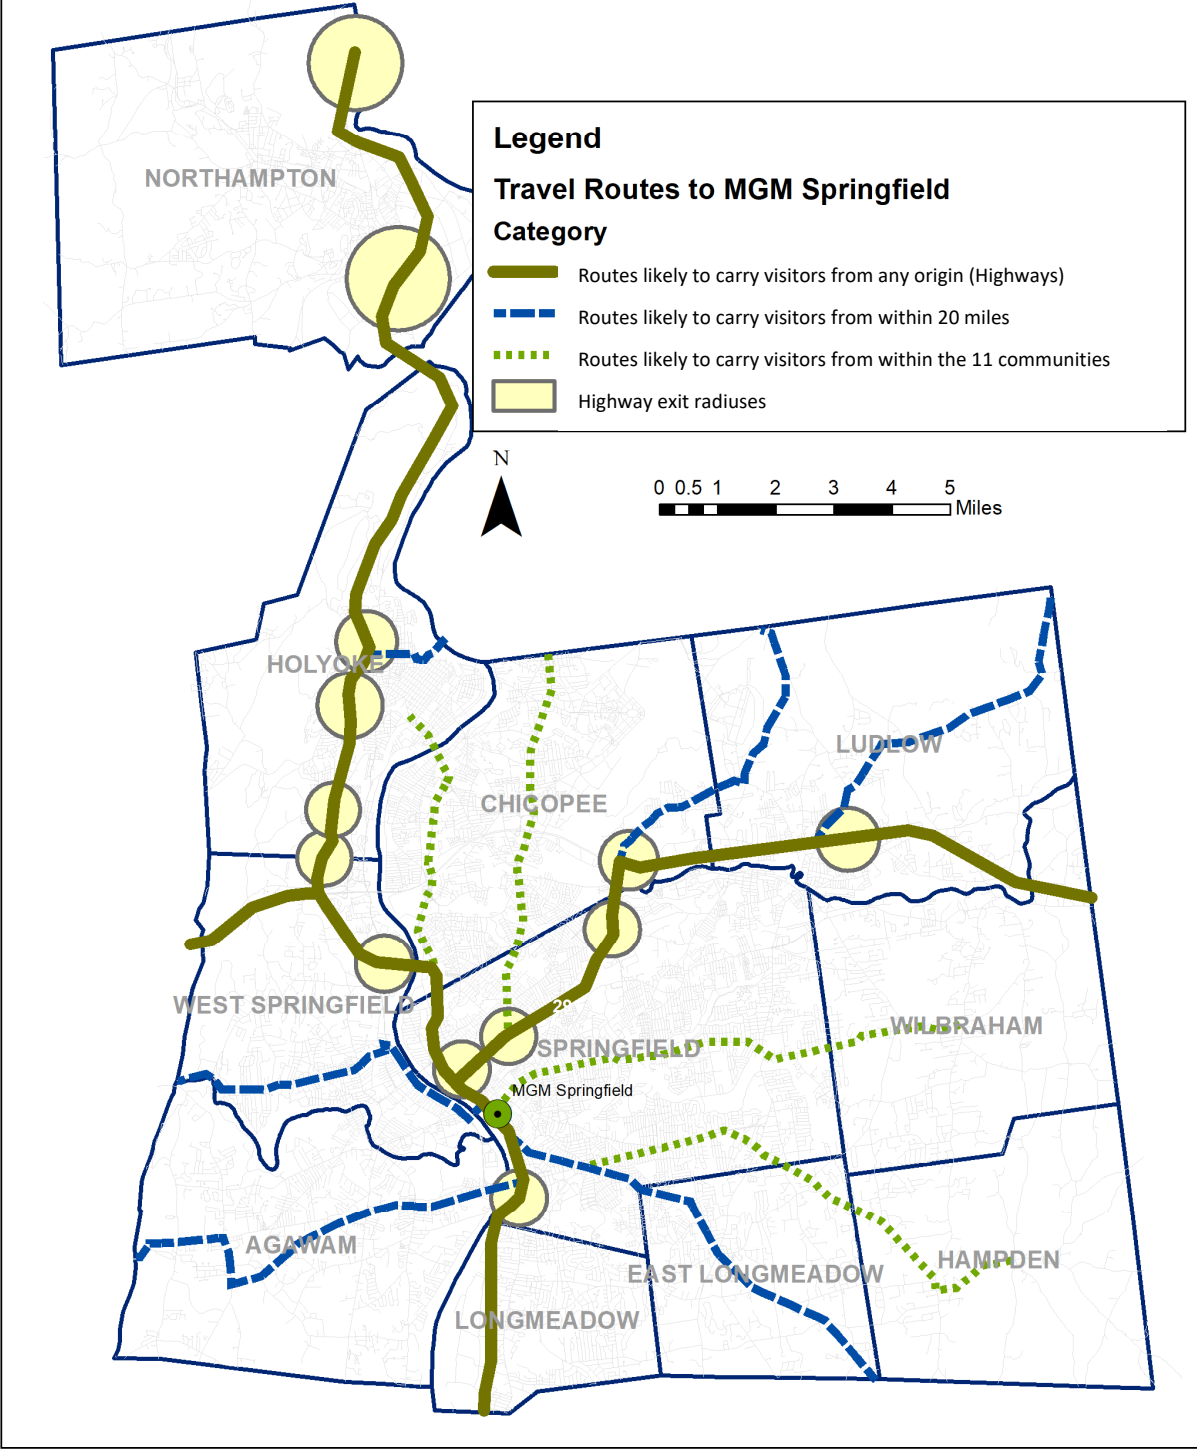 NORTHAMPTON
Legend
Travel Routes to MGM Springfield
Category
Routes likely to carry visitors from any origin (Highways)
Routes likely to carry visitors from within 20 miles
Routes likely to carry visitors from within the 11 communities
Highway exit radiuses
N
0 0.5 1 2 3 4 5
Miles
HOLYOKE
LUDLOW
CHICOPEE
WEST SPRINGFIELD
29
WILBRAHAM
SPRINGFIELD
MGM Springfield
AGAWAM
HAMPDEN
EAST LONGMEADOW
LONGMEADOW